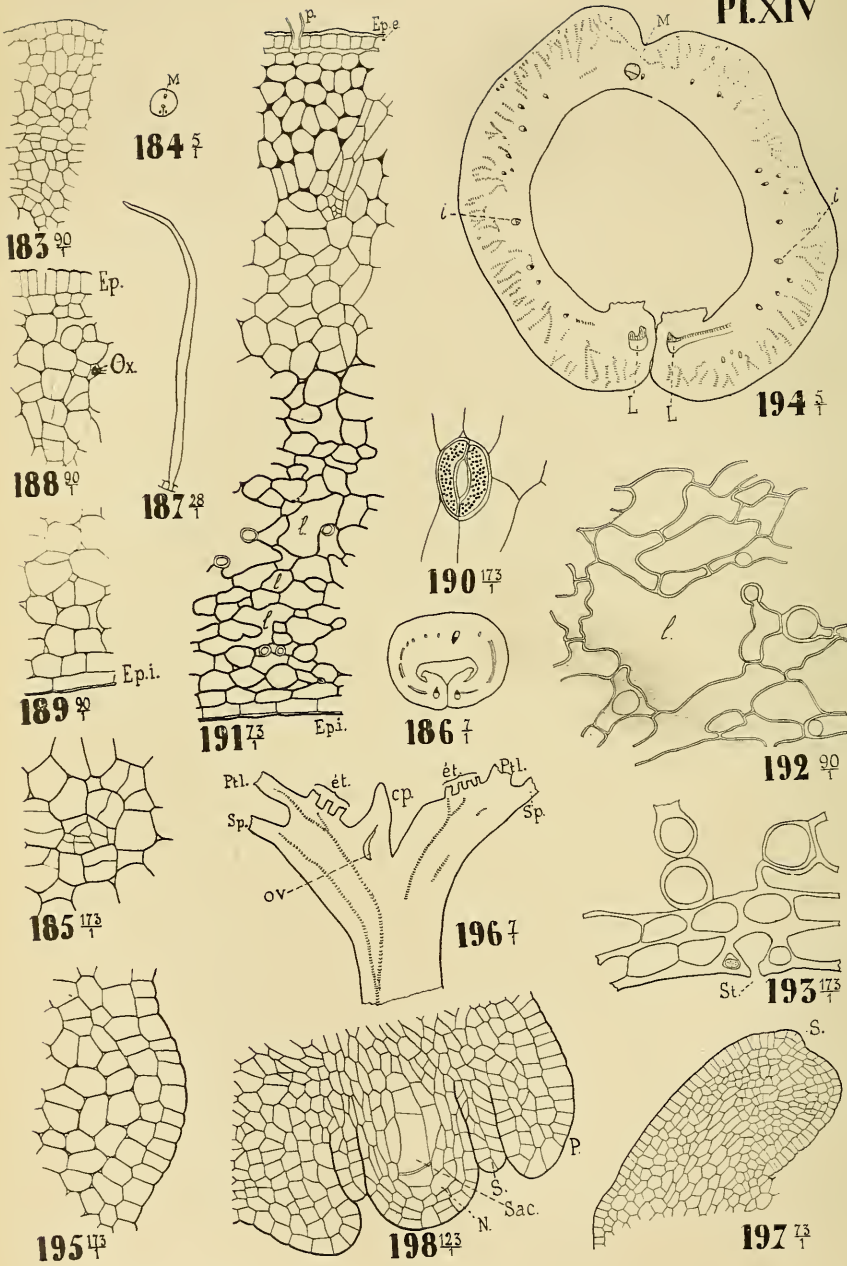 Pl.XIV
p.
Ep.e.
M
M
184 5/1
183 90/1
i
i
Ep.
Ox.
L L
194 5/1
188 90/1
187 28/1
l
190 173/1
l
l
l.
Ep.i.
189 90/1
191 73/1
Ep.i.
186 7/1
192 90/1
Ptl. ét. cp. ét. Ptl.
Sp. Sp.
ov
185 173/1
196 7/1
St.
193 173/1
S.
P.
S.
Sac.
N.
195 173/1
198 123/1
197 73/1